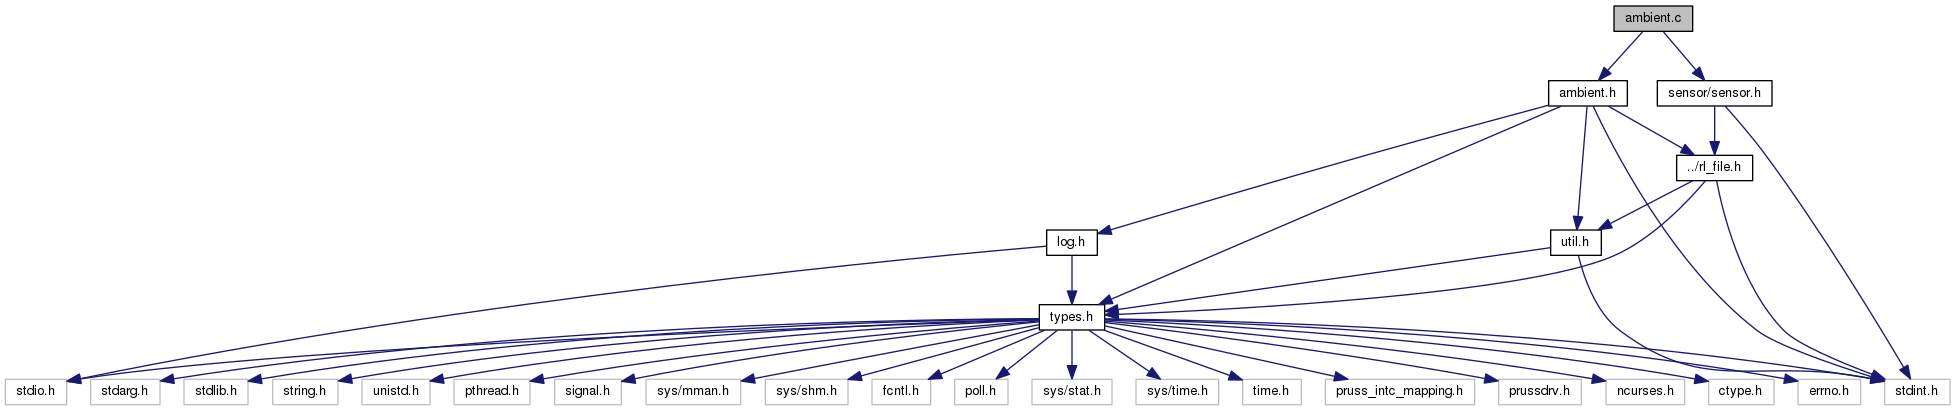 ambient.c
ambient.h
sensor/sensor.h
../rl_file.h
log.h
util.h
types.h
stdio.h
stdarg.h
stdlib.h
string.h
unistd.h
pthread.h
signal.h
sys/mman.h
sys/shm.h
fcntl.h
poll.h
sys/stat.h
sys/time.h
time.h
pruss_intc_mapping.h
prussdrv.h
ncurses.h
ctype.h
errno.h
stdint.h